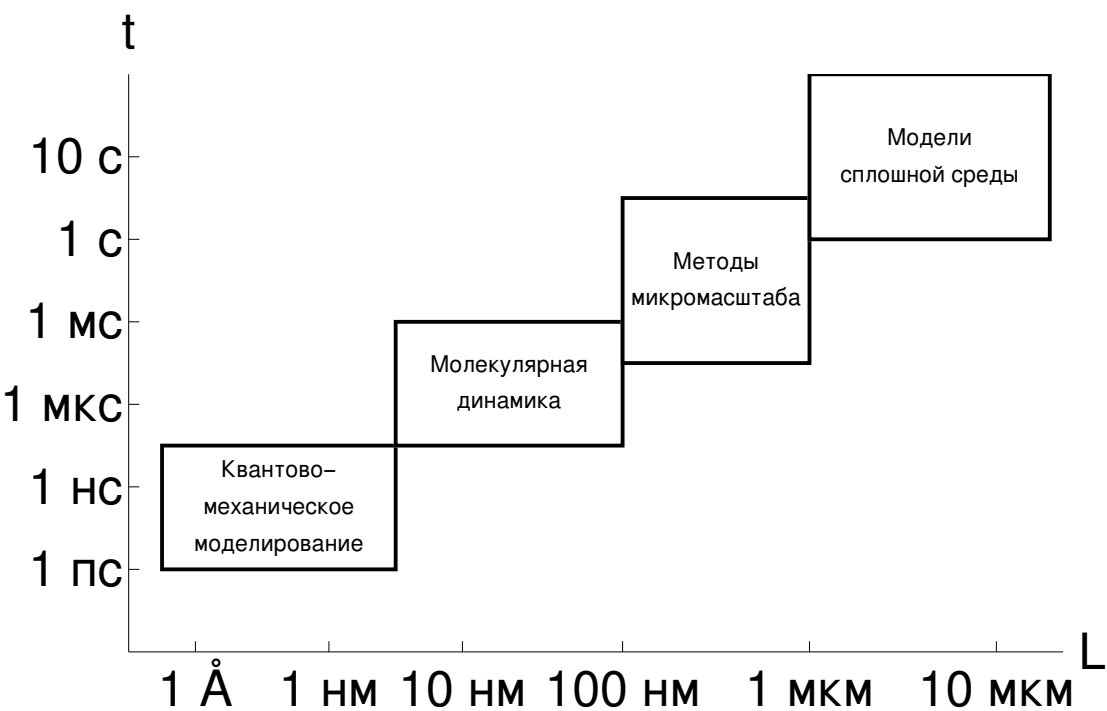 t
10 с
1 с
1 мс
1 мкс
1 нс
1 пс
Модели
сплошной среды
Методы
микромасштаба
Молекулярная
динамика
Квантово-
механическое
моделирование
1 Å
1 нм
10 нм
100 нм
1 мкм
10 мкм
L